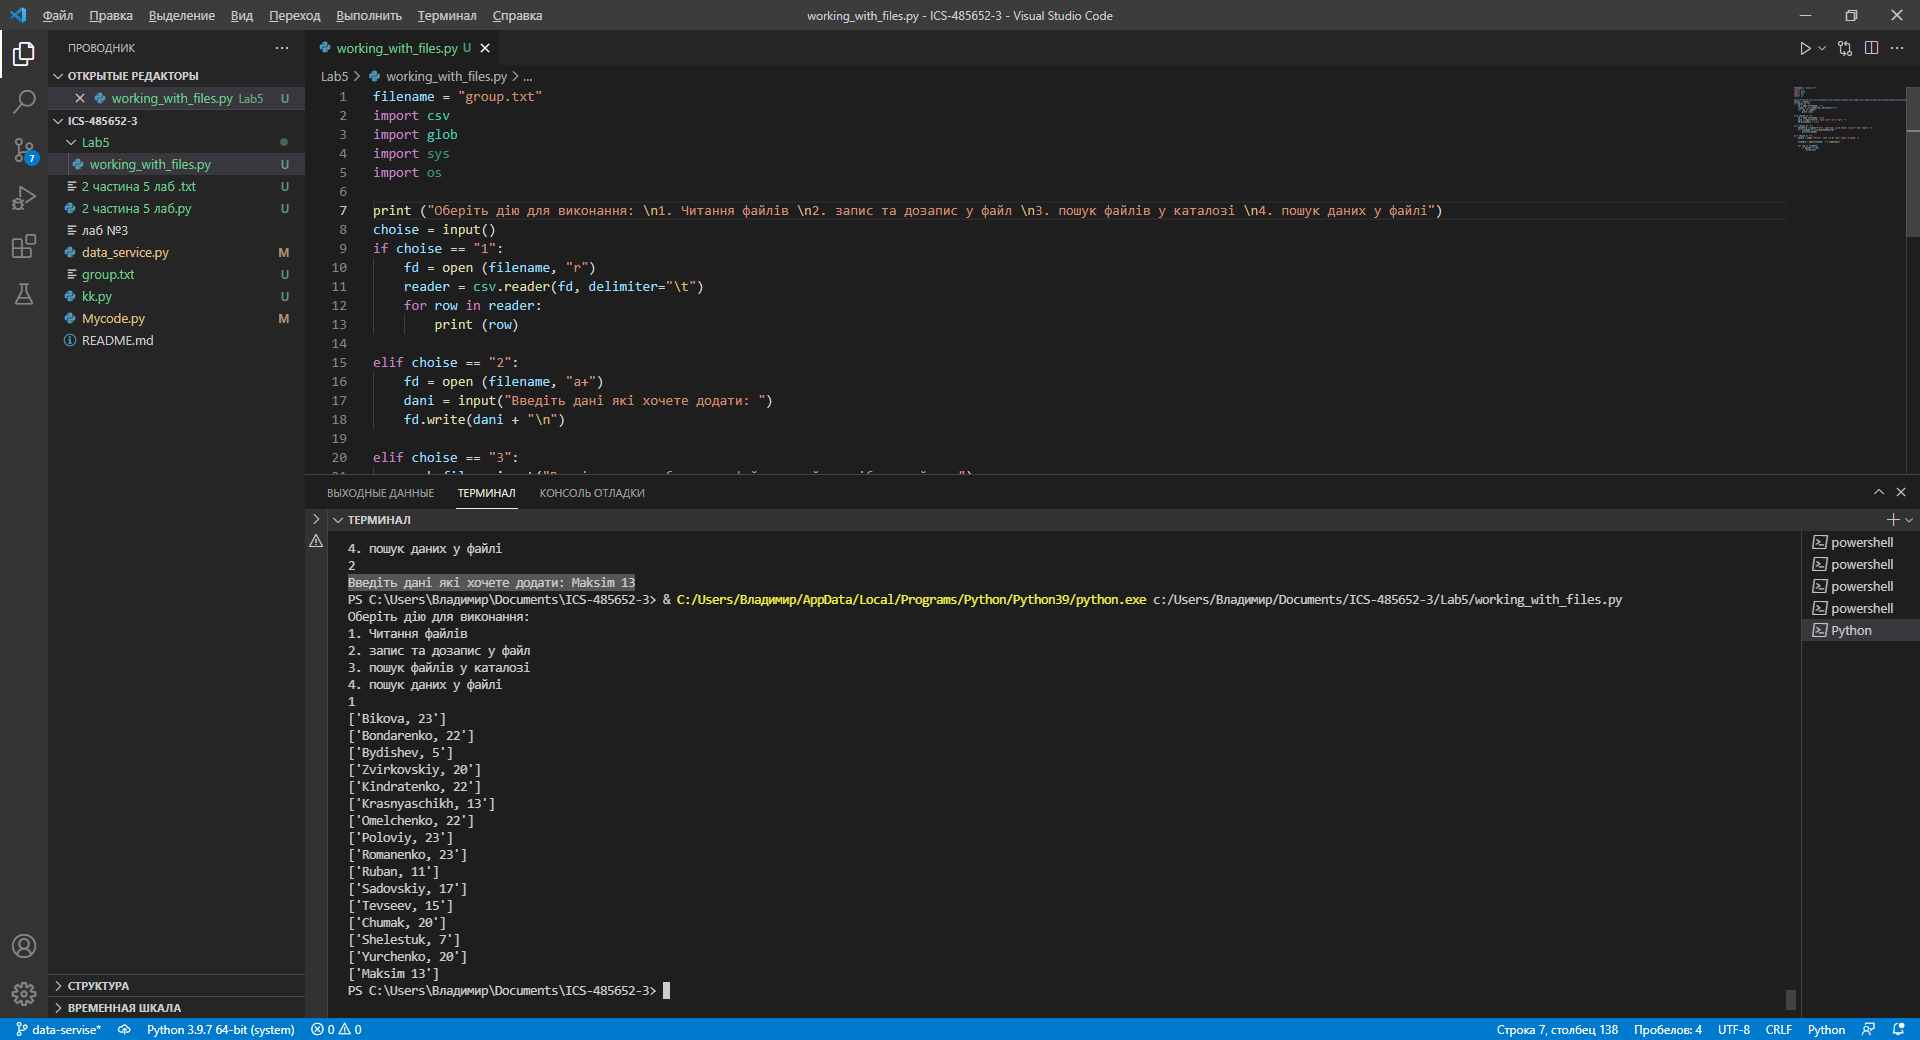 Файл Правка Выделение Вид Переход Выполнить Терминал Справка
working_with_files.py - ICS-485652-3 - Visual Studio Code
ПРОВОДНИК
ОТКРЫТЫЕ РЕДАКТОРЫ
working_with_files.py Lab5 U
ICS-485652-3
Lab5
working_with_files.py U
2 частина 5 лаб .txt U
2 частина 5 лаб.py U
лаб №3
data_service.py M
group.txt U
kk.py U
Mycode.py M
README.md
7
СТРУКТУРА
ВРЕМЕННАЯ ШКАЛА
working_with_files.py U
Lab5 > working_with_files.py > ...
1 filename = "group.txt"
2 import csv
3 import glob
4 import sys
5 import os
6
7 print ("Оберіть дію для виконання: \n1. Читання файлів \n2. запис та дозапис у файл \n3. пошук файлів у каталозі \n4. пошук даних у файлі")
8 choise = input()
9 if choise == "1":
10 fd = open (filename, "r")
11 reader = csv.reader(fd, delimiter="\t")
12 for row in reader:
13 print (row)
14
15 elif choise == "2":
16 fd = open (filename, "a+")
17 dani = input("Введіть дані які хочете додати: ")
18 fd.write(dani + "\n")
19
20 elif choise == "3":
ВЫХОДНЫЕ ДАННЫЕ ТЕРМИНАЛ КОНСОЛЬ ОТЛАДКИ
ТЕРМИНАЛ
4. пошук даних у файлі
2
Введіть дані які хочете додати: Maksim 13
PS C:\Users\Владимир\Documents\ICS-485652-3> & C:/Users/Владимир/AppData/Local/Programs/Python/Python39/python.exe c:/Users/Владимир/Documents/ICS-485652-3/Lab5/working_with_files.py
Оберіть дію для виконання:
1. Читання файлів
2. запис та дозапис у файл
3. пошук файлів у каталозі
4. пошук даних у файлі
1
['Bikova, 23']
['Bondarenko, 22']
['Bydishev, 5']
['Zvirkovskiy, 20']
['Kindratenko, 22']
['Krasnyaschikh, 13']
['Omelchenko, 22']
['Poloviy, 23']
['Romanenko, 23']
['Ruban, 11']
['Sadovskiy, 17']
['Tevseev, 15']
['Chumak, 20']
['Shelestuk, 7']
['Yurchenko, 20']
['Maksim 13']
PS C:\Users\Владимир\Documents\ICS-485652-3>
powershell
powershell
powershell
powershell
Python
data-servise* Python 3.9.7 64-bit (system) 0 0
Строка 7, столбец 138 Пробелов: 4 UTF-8 CRLF Python